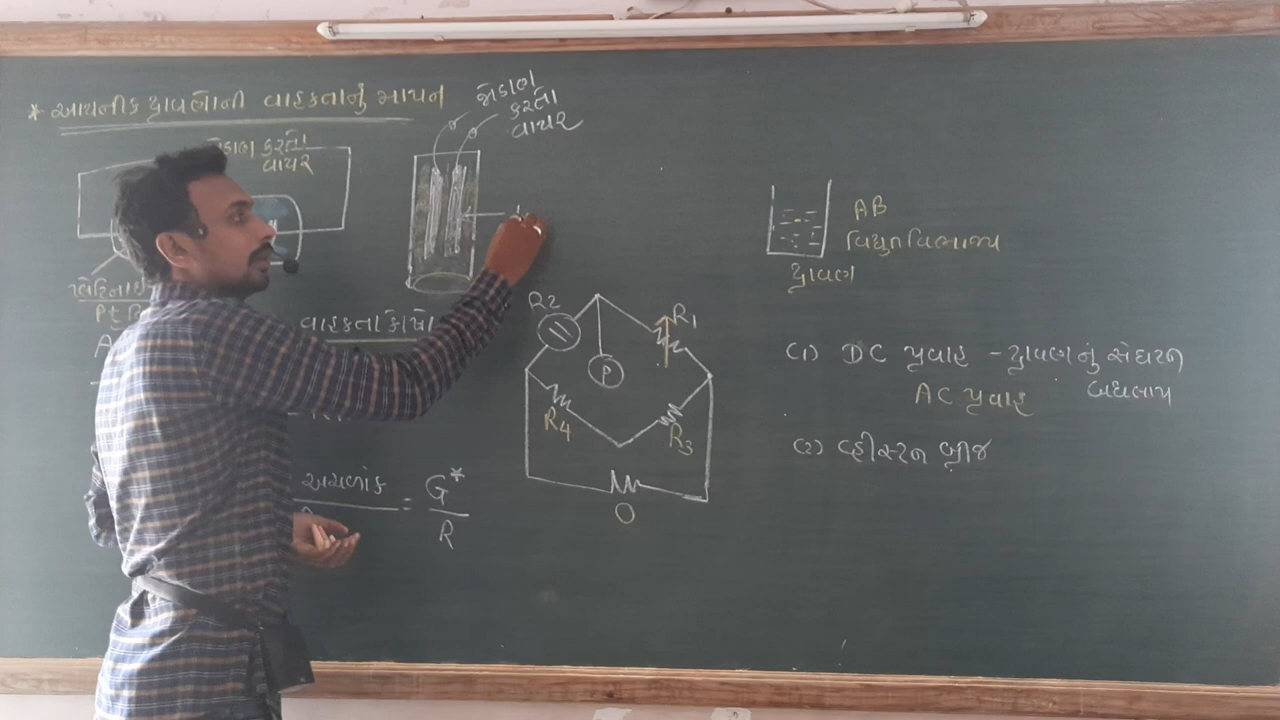 * આયનીક દ્રાવણોની વાહકતાનું માપન
જોડાણ
કરતા
વાયર
કરતા
વાયર
AB
વિદ્યુતવિભાજ્ય
દ્રાવણ
Pt
R2
R1
વાહકતા કોષો
P
(1) DC પ્રવાહ - દ્રાવણનું સંઘટન
બદલાય
AC પ્રવાહ
R4
R3
(2) વ્હીસ્ટન બ્રીજ
અચળાંક
= G*
R
O